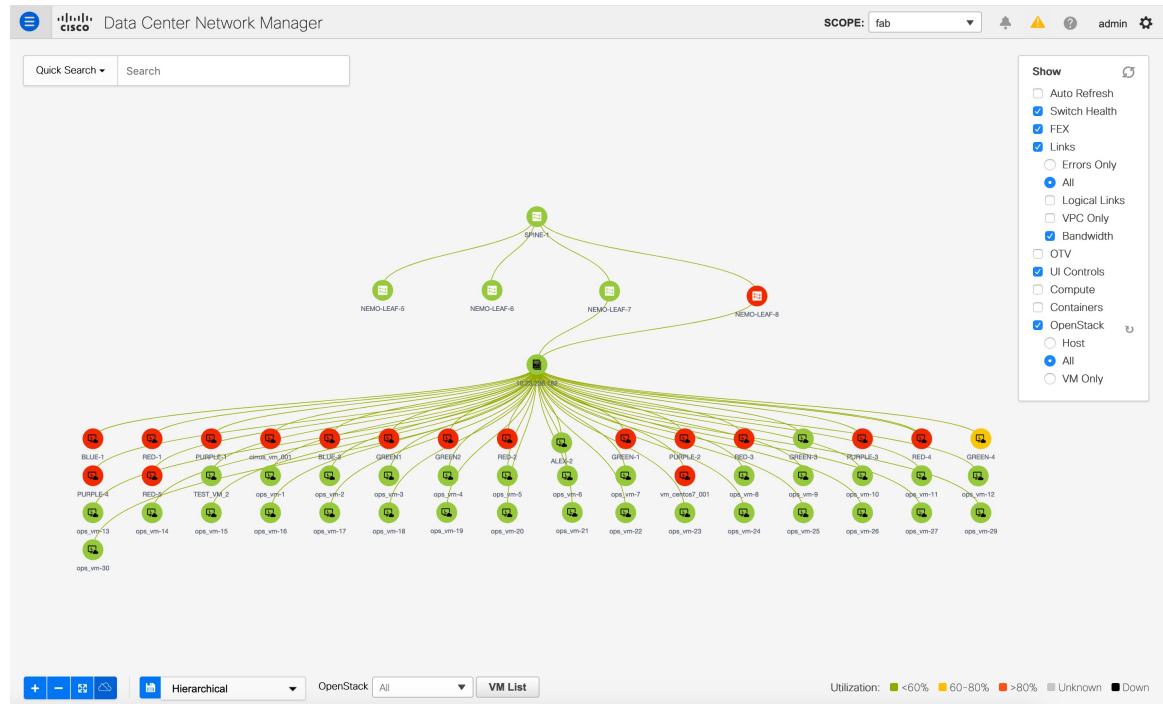 CISCO Data Center Network Manager SCOPE: fab admin
Quick Search Search
Show
Auto Refresh
Switch Health
FEX
Links
Errors Only
All
Logical Links
VPC Only
Bandwidth
OTV
UI Controls
Compute
Containers
OpenStack
Host
All
VM Only
SPINE-1
NEMO-LEAF-5 NEMO-LEAF-6 NEMO-LEAF-7 NEMO-LEAF-8
BLUE-1 RED-1 PURPLE-1 cirros_vm_001 BLUE-2 GREEN1 GREEN2 RED-2 ALEX-2 GREEN-1 PURPLE-2 RED-3 GREEN-3 PURPLE-3 RED-4 GREEN-4
PURPLE-4 RED-5 TEST_VM_2 ops_vm-1 ops_vm-2 ops_vm-3 ops_vm-4 ops_vm-5 ops_vm-6 ops_vm-7 vm_centos7_001 ops_vm-8 ops_vm-9 ops_vm-10 ops_vm-11 ops_vm-12
ops_vm-13 ops_vm-14 ops_vm-15 ops_vm-16 ops_vm-17 ops_vm-18 ops_vm-19 ops_vm-20 ops_vm-21 ops_vm-22 ops_vm-23 ops_vm-24 ops_vm-25 ops_vm-26 ops_vm-27 ops_vm-29
ops_vm-30
Hierarchical OpenStack All VM List Utilization: <60% 60-80% >80% Unknown Down